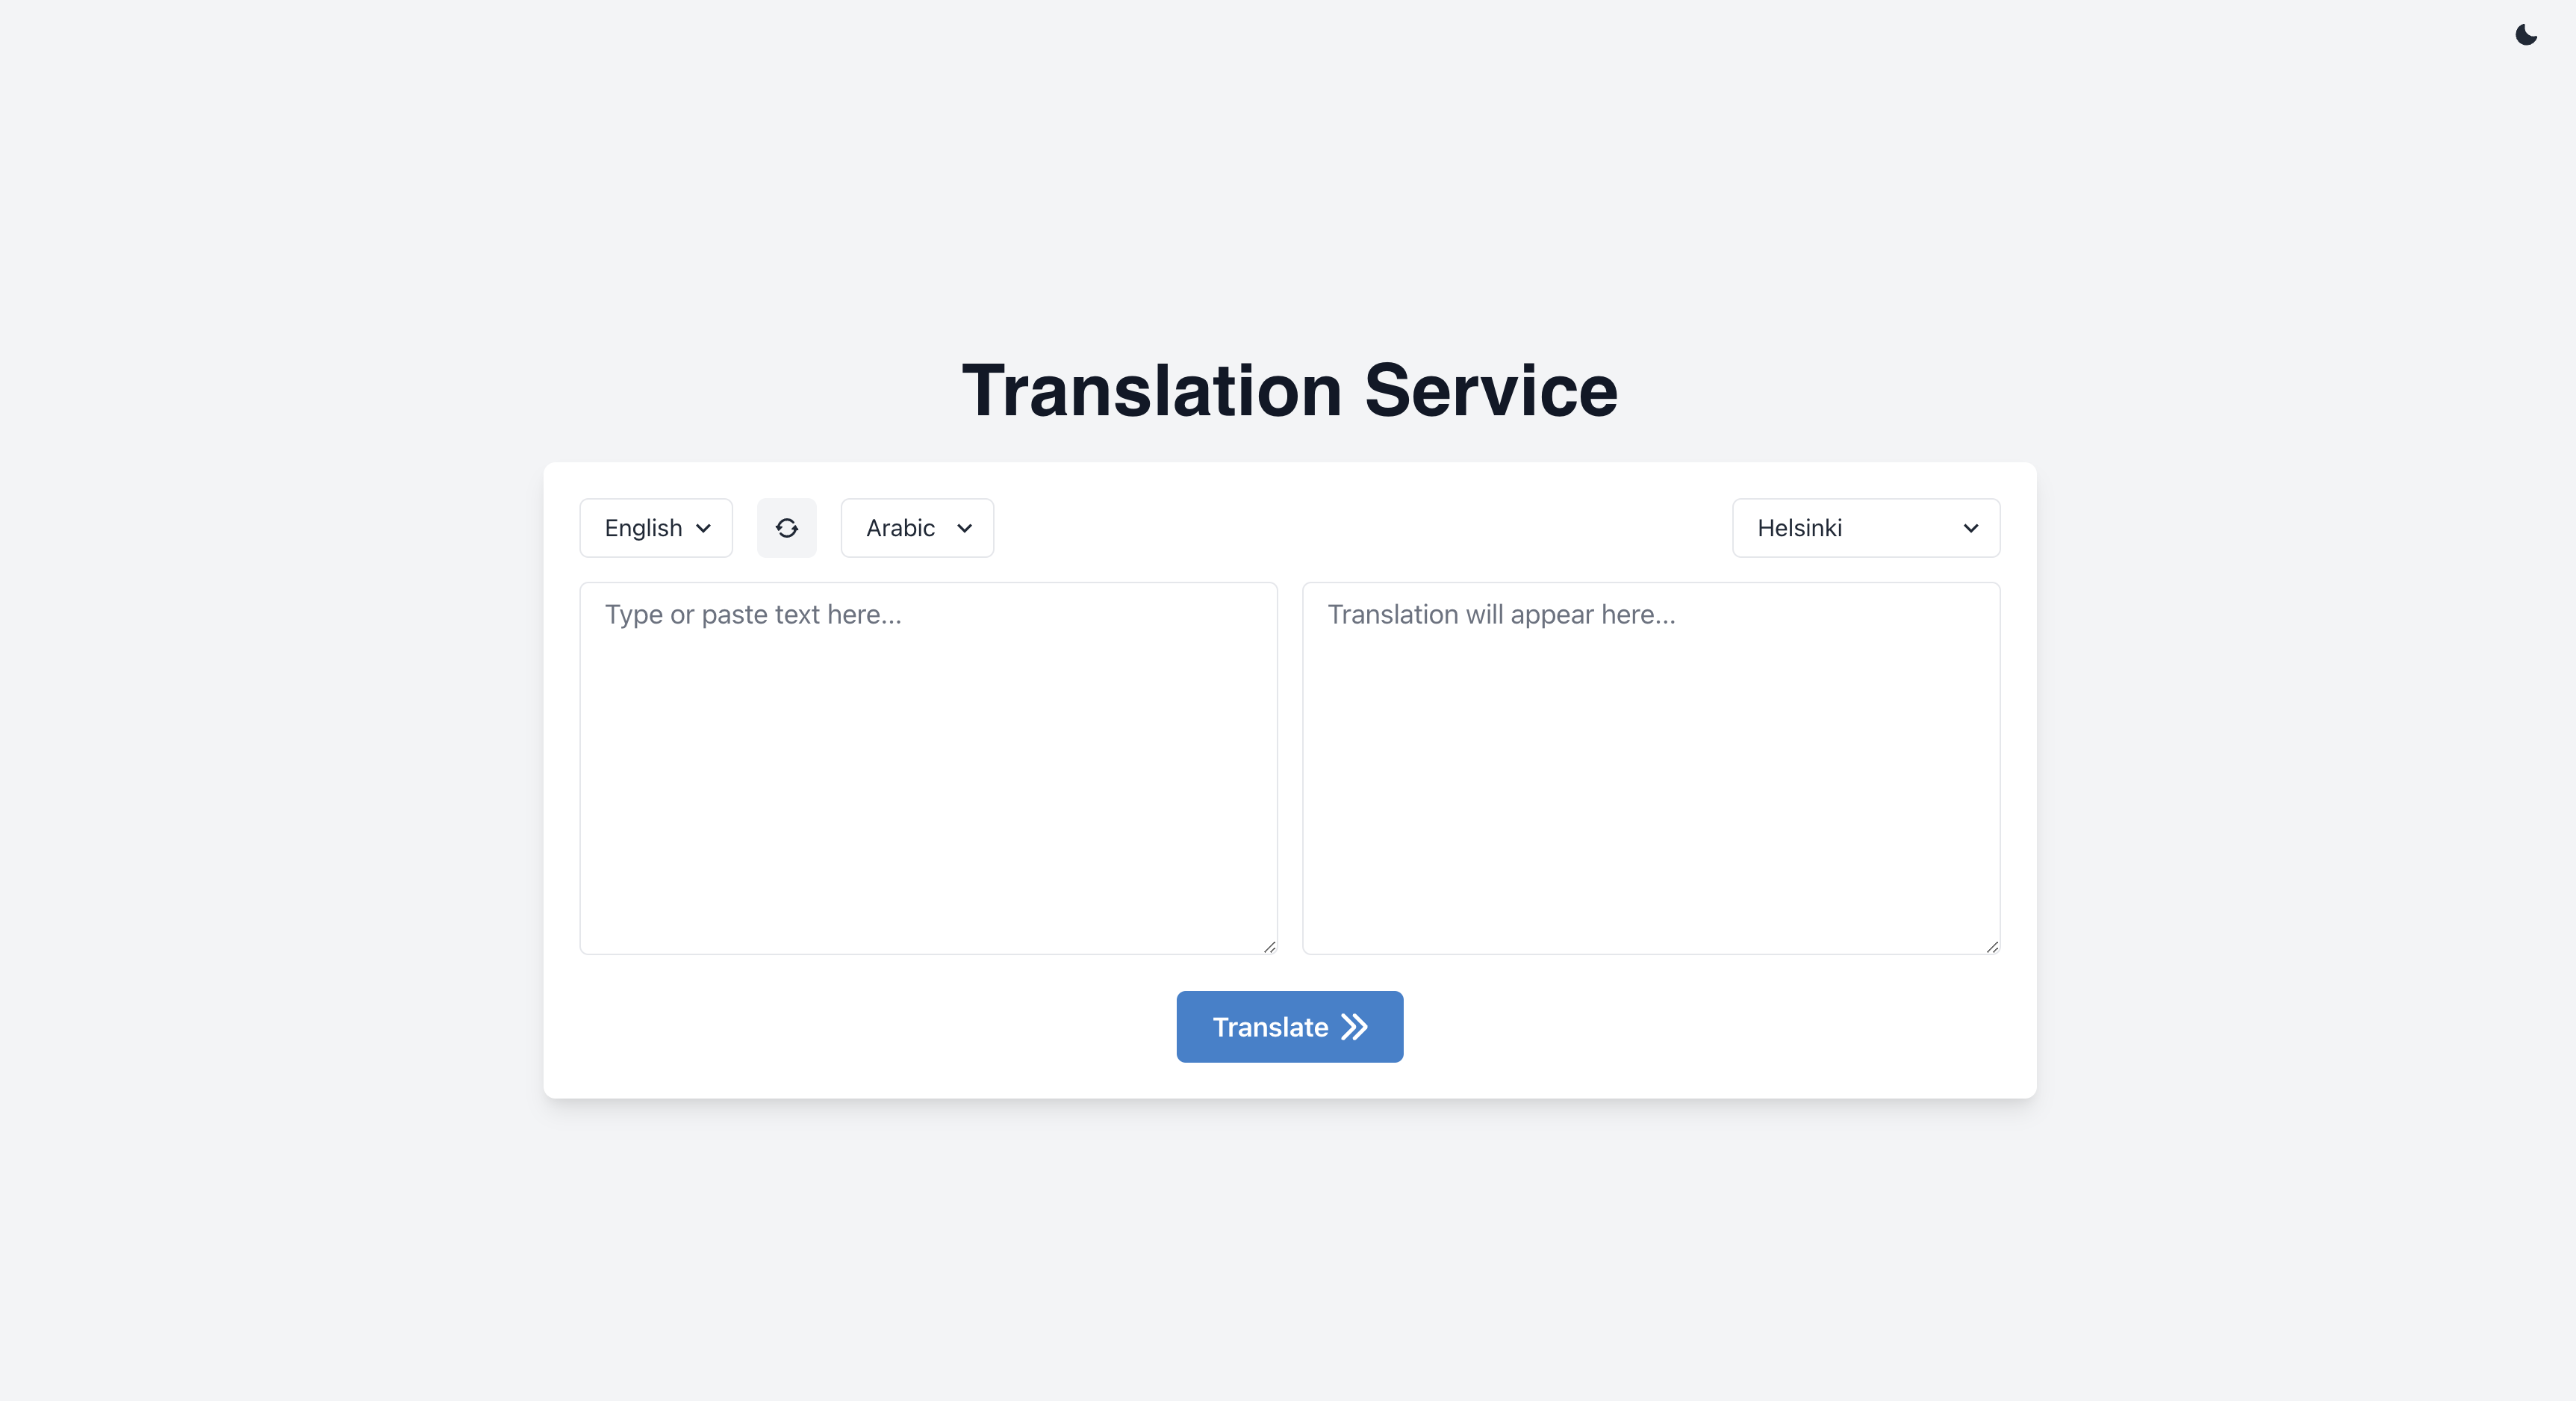 Translation Service
English
Arabic
Helsinki
Type or paste text here...
Translation will appear here...
Translate